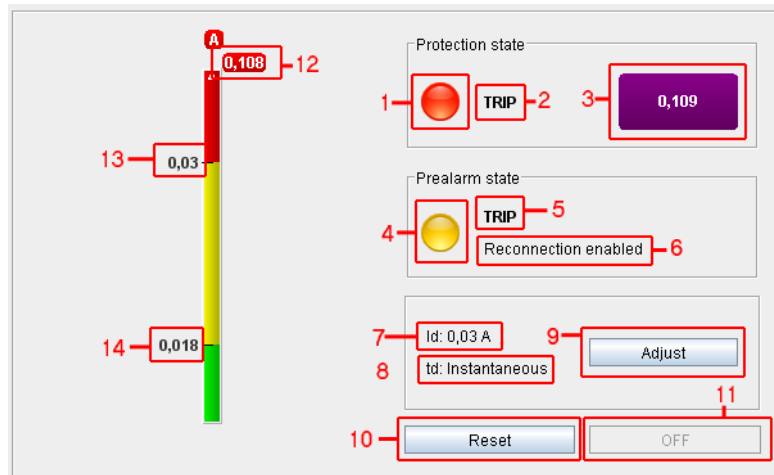 A
0,108
12
13
0,03
14
0,018
Protection state
1
TRIP
2
3
0,109
Prealarm state
4
TRIP
5
Reconnection enabled
6
7
Id: 0,03 A
8
td: Instantaneous
9
Adjust
10
Reset
11
OFF